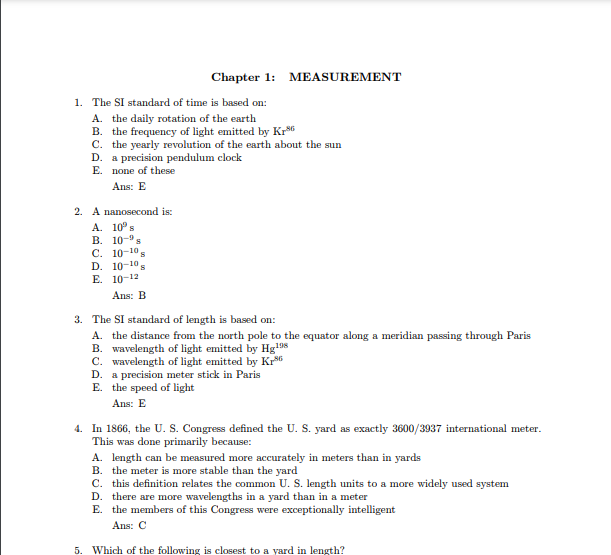 Chapter 1: MEASUREMENT
1. The SI standard of time is based on:
A. the daily rotation of the earth
B. the frequency of light emitted by Kr⁸⁶
C. the yearly revolution of the earth about the sun
D. a precision pendulum clock
E. none of these
Ans: E
2. A nanosecond is:
A. 10⁹ s
B. 10⁻⁹ s
C. 10⁻¹⁰ s
D. 10⁻¹⁰ s
E. 10⁻¹²
Ans: B
3. The SI standard of length is based on:
A. the distance from the north pole to the equator along a meridian passing through Paris
B. wavelength of light emitted by Hg¹⁹⁸
C. wavelength of light emitted by Kr⁸⁶
D. a precision meter stick in Paris
E. the speed of light
Ans: E
4. In 1866, the U. S. Congress defined the U. S. yard as exactly 3600/3937 international meter.
This was done primarily because:
A. length can be measured more accurately in meters than in yards
B. the meter is more stable than the yard
C. this definition relates the common U. S. length units to a more widely used system
D. there are more wavelengths in a yard than in a meter
E. the members of this Congress were exceptionally intelligent
Ans: C
5. Which of the following is closest to a yard in length?